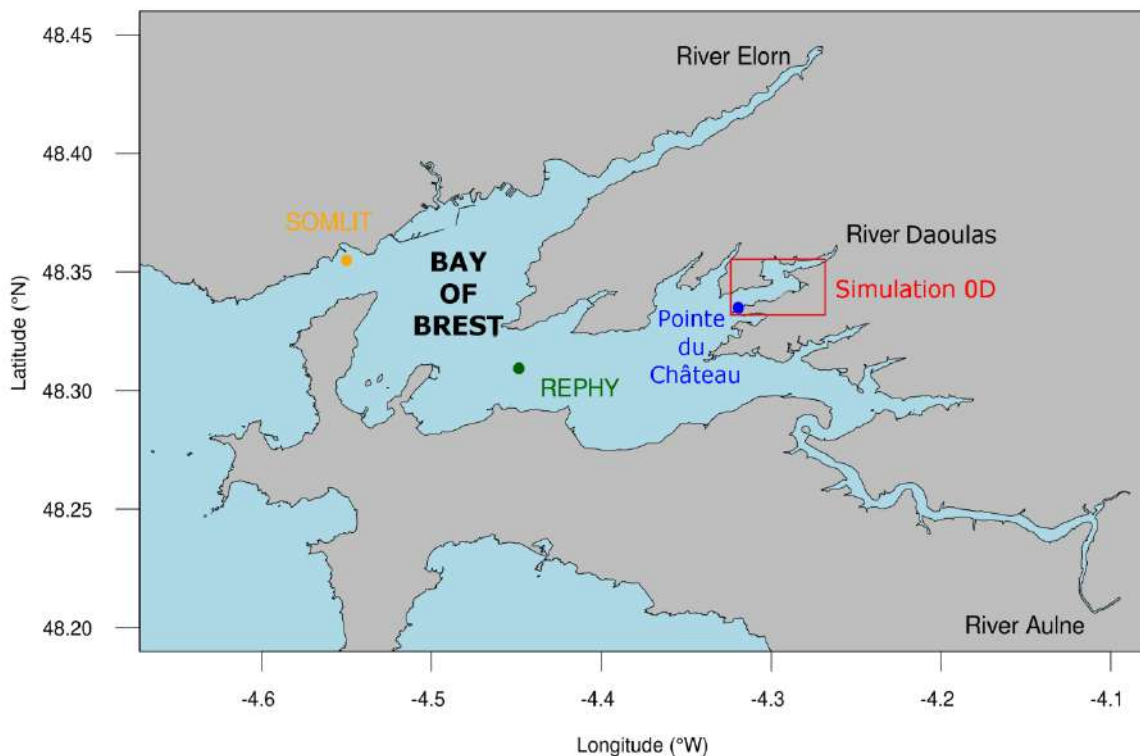 48.45
River Elorn
48.40
SOMLIT
River Daoulas
48.35
BAY
OF
BREST
Simulation 0D
Pointe
du
Château
Latitude (°N)
REPHY
48.30
48.25
48.20
River Aulne
-4.6
-4.5
-4.4
-4.3
-4.2
-4.1
Longitude (°W)